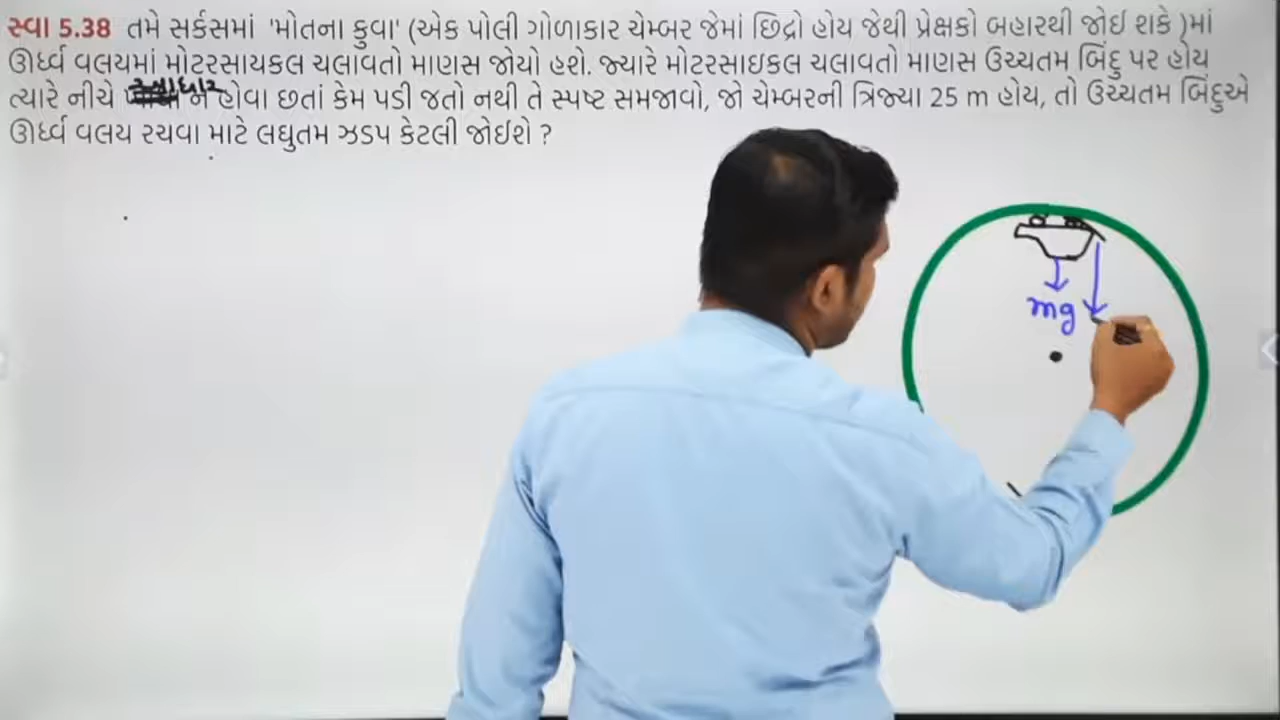 સ્વા 5.38 તમે સર્કસમાં 'મોતના કુવા' (એક પોલી ગોળાકાર ચેમ્બર જેમાં છિદ્રો હોય જેથી પ્રેક્ષકો બહારથી જોઈ શકે )માં
ઊર્ધ્વ વલયમાં મોટરસાયકલ ચલાવતો માણસ જોયો હશે. જ્યારે મોટરસાઇકલ ચલાવતો માણસ ઉચ્ચતમ બિંદુ પર હોય
ત્યારે નીચે આધાર ન હોવા છતાં કેમ પડી જતો નથી તે સ્પષ્ટ સમજાવો, જો ચેમ્બરની ત્રિજ્યા 25 m હોય, તો ઉચ્ચતમ બિંદુએ
ઊર્ધ્વ વલય રચવા માટે લઘુતમ ઝડપ કેટલી જોઈશે ?
mg